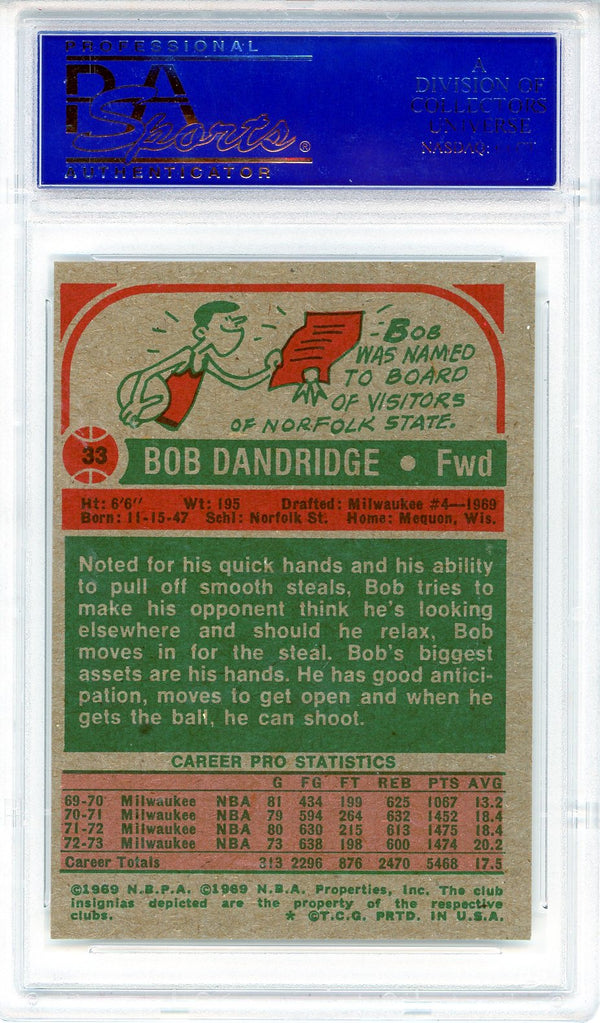 PROFESSIONAL
PSA
Sports ®
AUTHENTICATOR
A
DIVISION OF
COLLECTORS
UNIVERSE
NASDAQ:
BOB
WAS NAMED
TO BOARD
OF VISITORS
OF NORFOLK STATE.
33 BOB DANDRIDGE • Fwd
Ht: 6'6" Wt: 195 Drafted: Milwaukee #4—1969
Born: 11-15-47 Schl: Norfolk St. Home: Mequon, Wis.
Noted for his quick hands and his ability
to pull off smooth steals, Bob tries to
make his opponent think he's looking
elsewhere and should he relax, Bob
moves in for the steal. Bob's biggest
assets are his hands. He has good antici-
pation, moves to get open and when he
gets the ball, he can shoot.
CAREER PRO STATISTICS
G FG FT REB PTS AVG
69-70 Milwaukee NBA 81 434 199 625 1067 13.2
70-71 Milwaukee NBA 79 594 264 632 1452 18.4
71-72 Milwaukee NBA 80 630 215 613 1475 18.4
72-73 Milwaukee NBA 73 638 198 600 1474 20.2
Career Totals 313 2296 876 2470 5468 17.5
©1969 N.B.P.A. ©1969 N.B.A. Properties, Inc. The club
insignias depicted are the property of the respective
clubs. * ©T.C.G. PRTD. IN U.S.A.